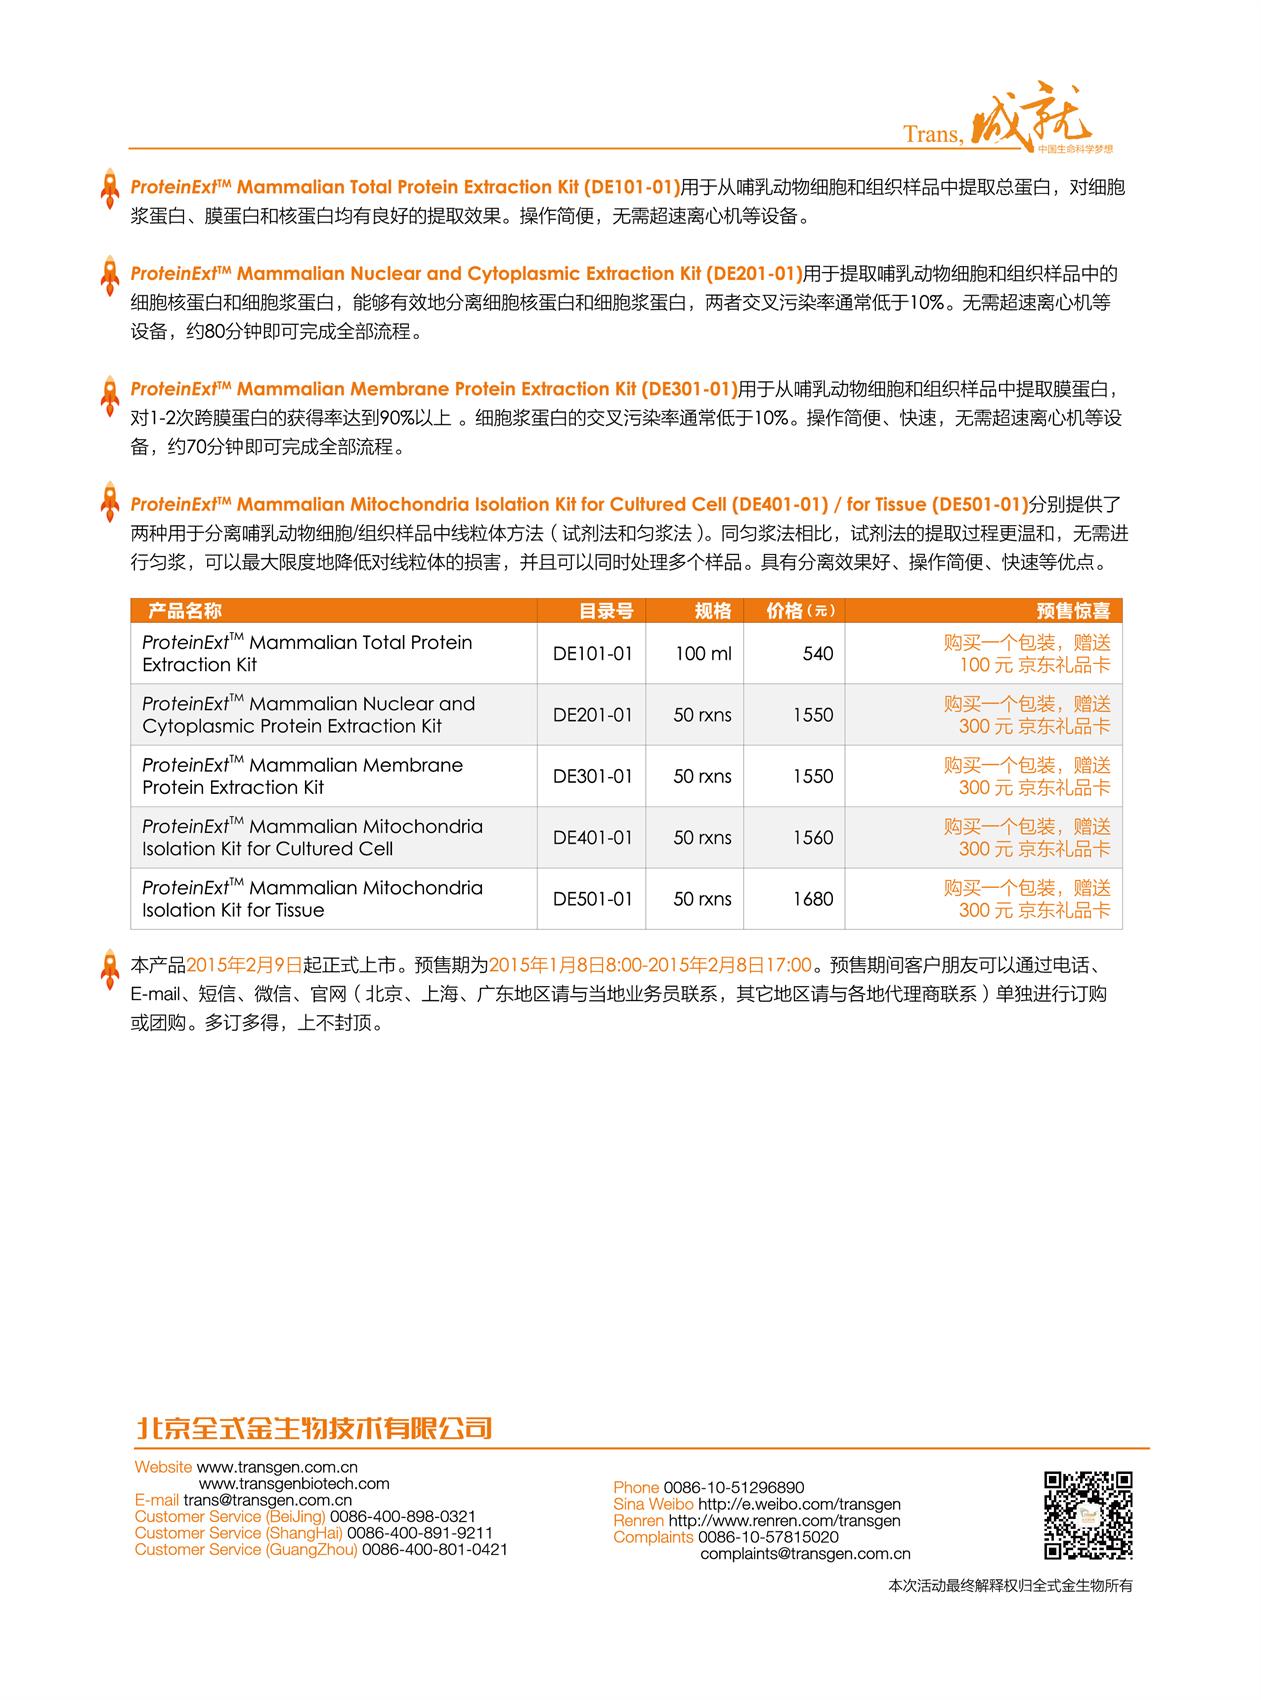 Trans, 成就
中国生命科学梦想
ProteinExt™ Mammalian Total Protein Extraction Kit (DE101-01)用于从哺乳动物细胞和组织样品中提取总蛋白，对细胞
浆蛋白、膜蛋白和核蛋白均有良好的提取效果。操作简便，无需超速离心机等设备。
ProteinExt™ Mammalian Nuclear and Cytoplasmic Extraction Kit (DE201-01)用于提取哺乳动物细胞和组织样品中的
细胞核蛋白和细胞浆蛋白，能够有效地分离细胞核蛋白和细胞浆蛋白，两者交叉污染率通常低于10%。无需超速离心机等
设备，约80分钟即可完成全部流程。
ProteinExt™ Mammalian Membrane Protein Extraction Kit (DE301-01)用于从哺乳动物细胞和组织样品中提取膜蛋白，
对1-2次跨膜蛋白的获得率达到90%以上 。细胞浆蛋白的交叉污染率通常低于10%。操作简便、快速，无需超速离心机等设
备，约70分钟即可完成全部流程。
ProteinExt™ Mammalian Mitochondria Isolation Kit for Cultured Cell (DE401-01) / for Tissue (DE501-01)分别提供了
两种用于分离哺乳动物细胞/组织样品中线粒体方法（试剂法和匀浆法）。同匀浆法相比，试剂法的提取过程更温和，无需进
行匀浆，可以最大限度地降低对线粒体的损害，并且可以同时处理多个样品。具有分离效果好、操作简便、快速等优点。
产品名称 目录号 规格 价格（元） 预售惊喜
ProteinExt™ Mammalian Total Protein
Extraction Kit
DE101-01 100 ml 540
购买一个包装，赠送
100 元 京东礼品卡
ProteinExt™ Mammalian Nuclear and
Cytoplasmic Protein Extraction Kit
DE201-01 50 rxns 1550
购买一个包装，赠送
300 元 京东礼品卡
ProteinExt™ Mammalian Membrane
Protein Extraction Kit
DE301-01 50 rxns 1550
购买一个包装，赠送
300 元 京东礼品卡
ProteinExt™ Mammalian Mitochondria
Isolation Kit for Cultured Cell
DE401-01 50 rxns 1560
购买一个包装，赠送
300 元 京东礼品卡
ProteinExt™ Mammalian Mitochondria
Isolation Kit for Tissue
DE501-01 50 rxns 1680
购买一个包装，赠送
300 元 京东礼品卡
本产品2015年2月9日起正式上市。预售期为2015年1月8日8:00-2015年2月8日17:00。预售期间客户朋友可以通过电话、
E-mail、短信、微信、官网（北京、上海、广东地区请与当地业务员联系，其它地区请与各地代理商联系）单独进行订购
或团购。多订多得，上不封顶。
北京全式金生物技术有限公司
Website www.transgen.com.cn
www.transgenbiotech.com
E-mail trans@transgen.com.cn
Customer Service (BeiJing) 0086-400-898-0321
Customer Service (ShangHai) 0086-400-891-9211
Customer Service (GuangZhou) 0086-400-801-0421
Phone 0086-10-51296890
Sina Weibo http://e.weibo.com/transgen
Renren http://www.renren.com/transgen
Complaints 0086-10-57815020
complaints@transgen.com.cn
本次活动最终解释权归全式金生物所有